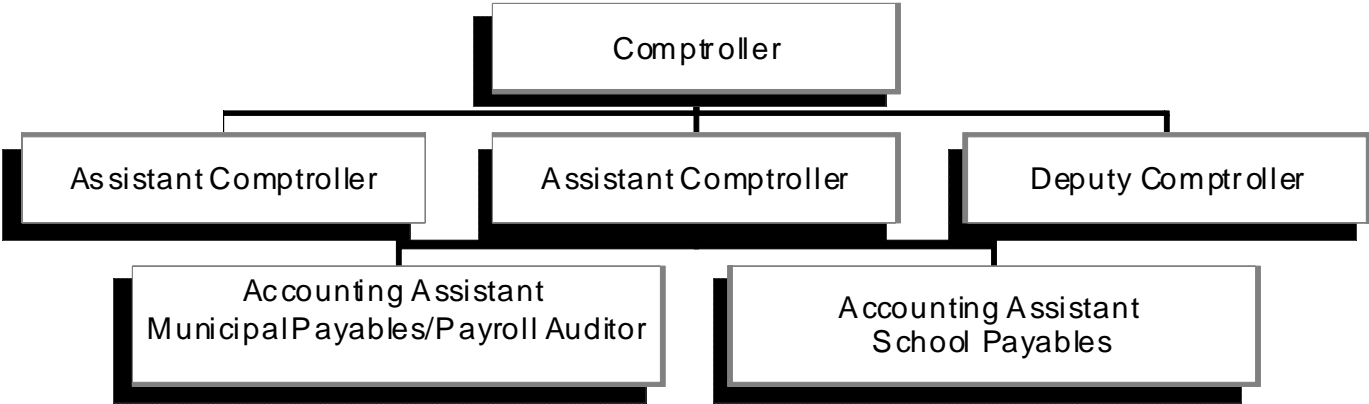 Comptroller
Assistant Comptroller
Assistant Comptroller
Deputy Comptroller
Accounting Assistant
Municipal Payables/Payroll Auditor
Accounting Assistant
School Payables